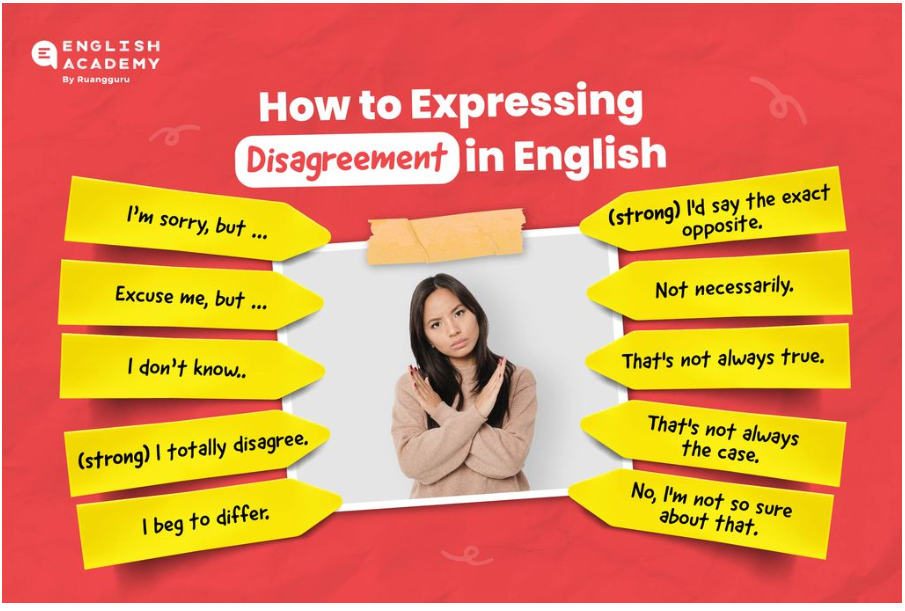 ENGLISH
ACADEMY
By Ruangguru
How to Expressing
Disagreement in English
I'm sorry, but ...
Excuse me, but ...
I don't know..
(strong) I totally disagree.
I beg to differ.
(strong) I'd say the exact
opposite.
Not necessarily.
That's not always true.
That's not always
the case.
No, I'm not so sure
about that.